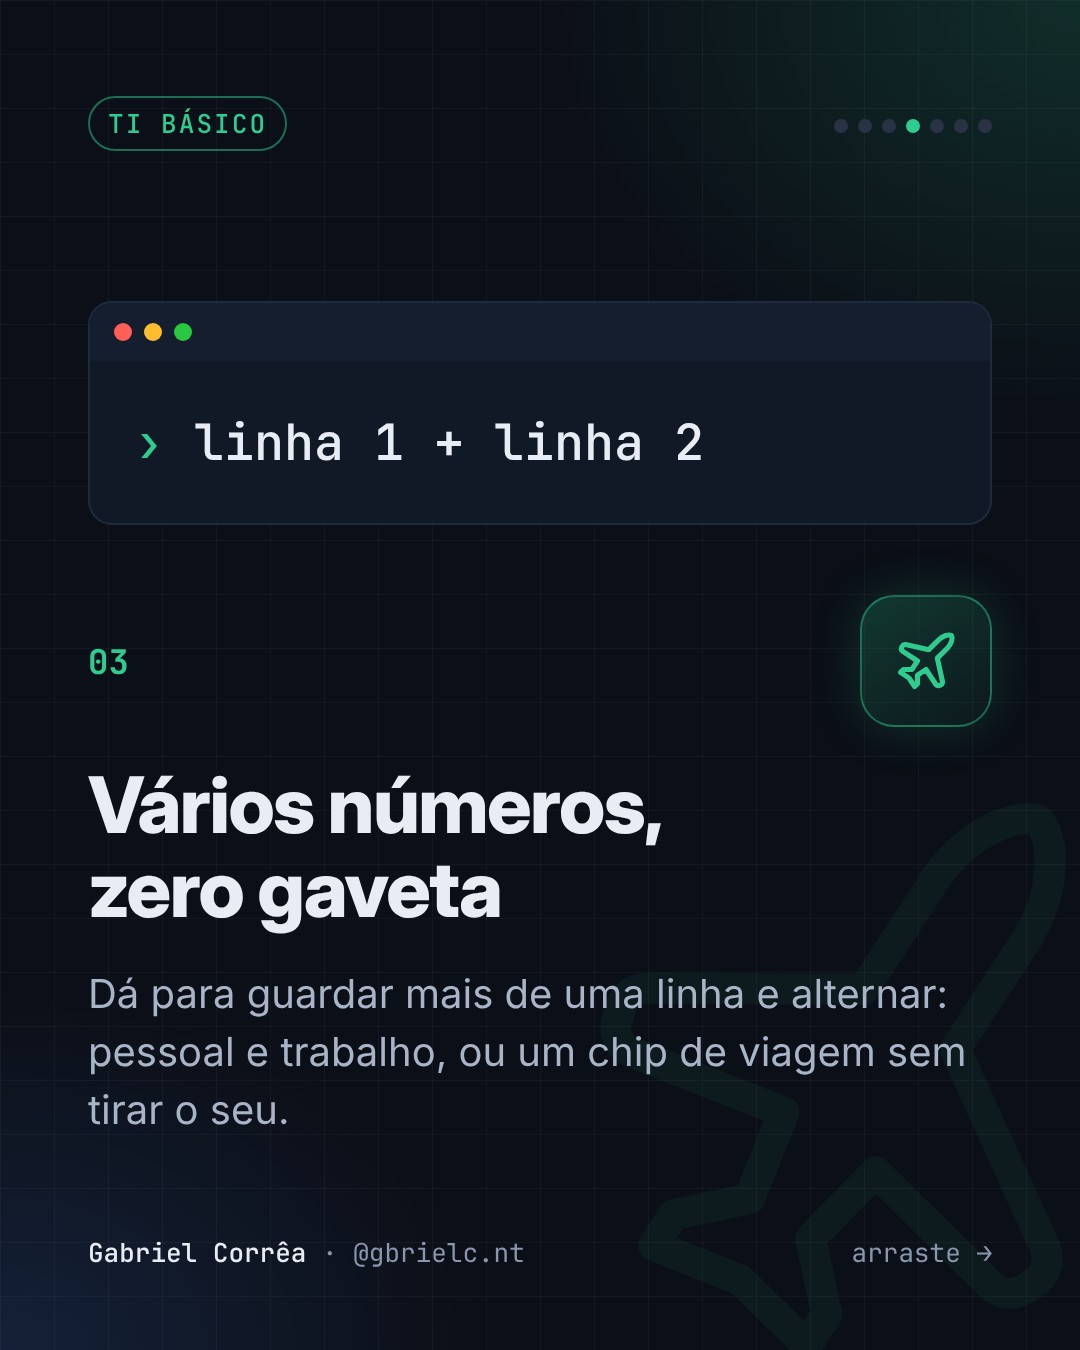 TI BÁSICO
› linha 1 + linha 2
03
Vários números,
zero gaveta
Dá para guardar mais de uma linha e alternar:
pessoal e trabalho, ou um chip de viagem sem
tirar o seu.
Gabriel Corrêa · @gbrielc.nt
arraste →